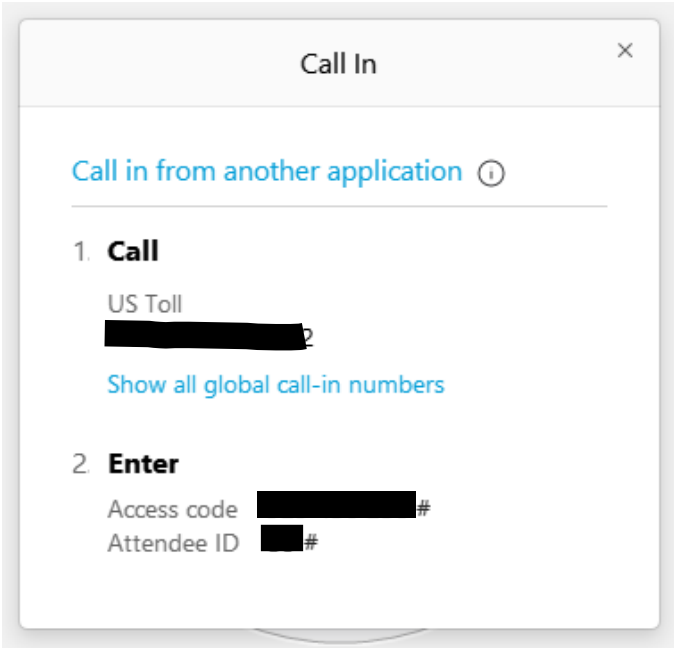 Call In
Call in from another application
1. Call
US Toll
2
Show all global call-in numbers
2. Enter
Access code #
Attendee ID #